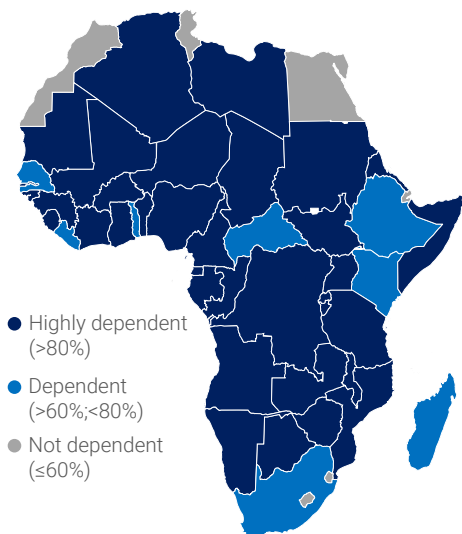 Highly dependent
(>80%)
Dependent
(>60%;<80%)
Not dependent
(≤60%)